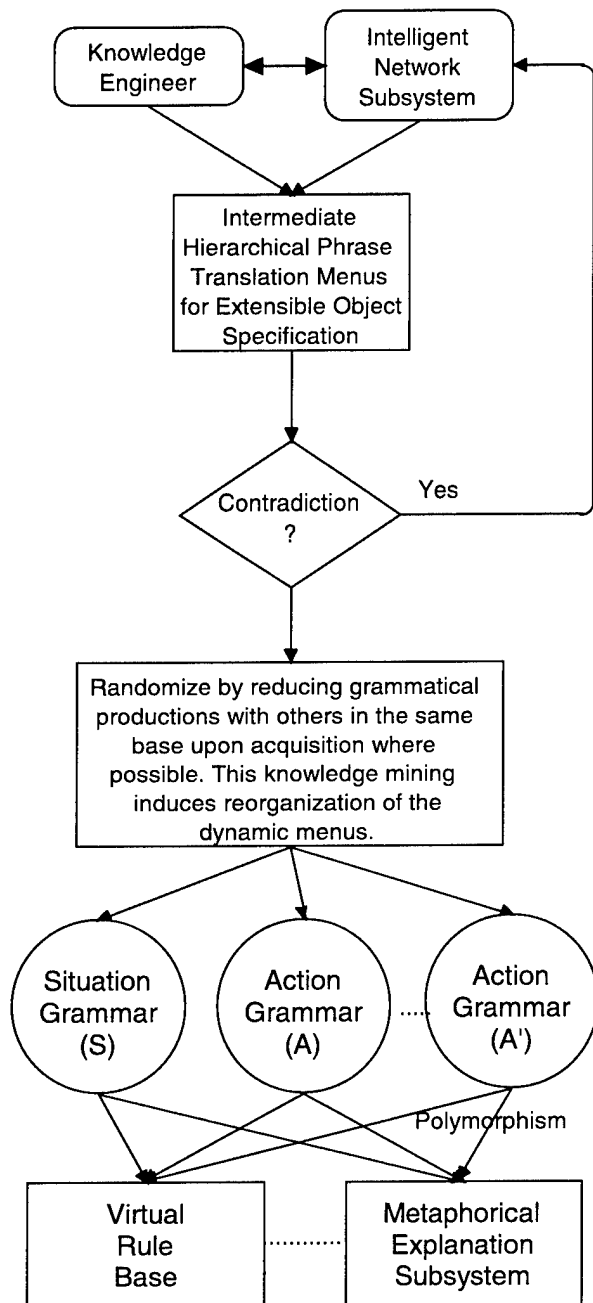 Knowledge
Engineer
Intelligent
Network
Subsystem
Intermediate
Hierarchical Phrase
Translation Menus
for Extensible Object
Specification
Contradiction
?
Yes
Randomize by reducing grammatical
productions with others in the same
base upon acquisition where
possible. This knowledge mining
induces reorganization of the
dynamic menus.
Situation
Grammar
(S)
Action
Grammar
(A)
.....
Action
Grammar
(A')
Polymorphism
Virtual
Rule
Base
Metaphorical
Explanation
Subsystem